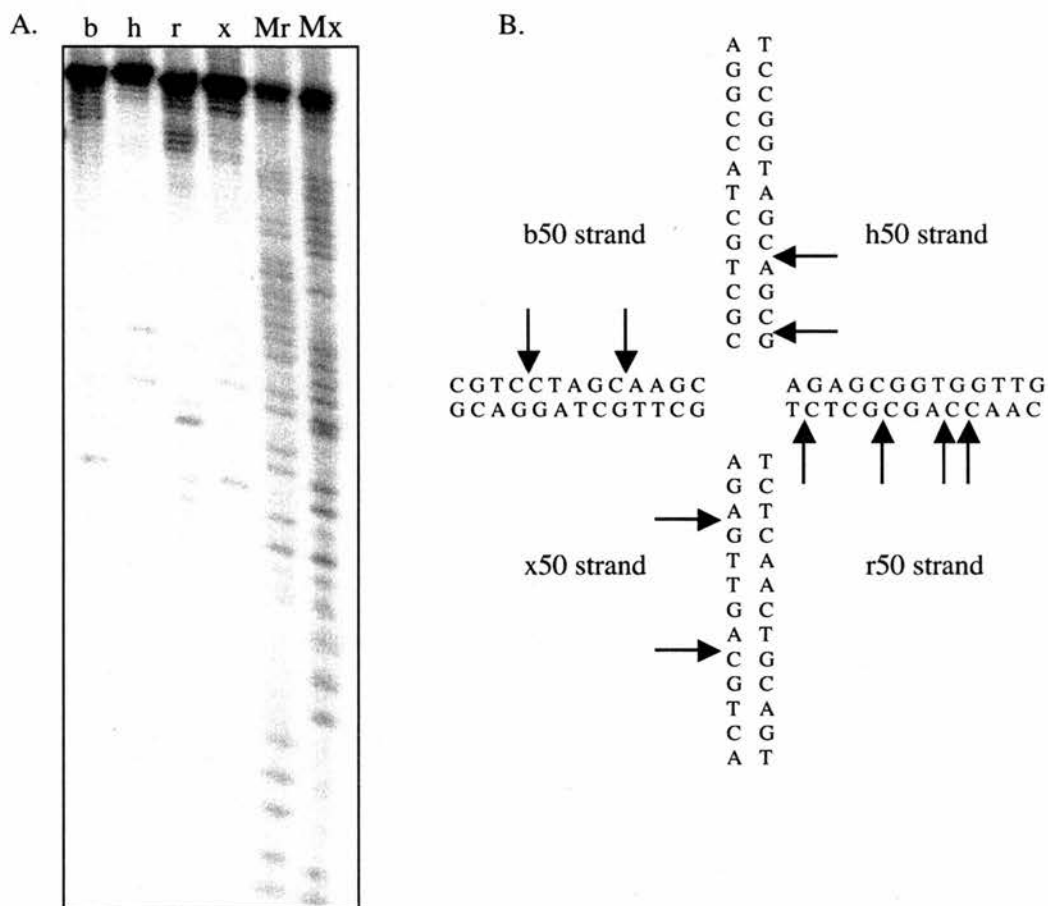 A.
b h r x Mr Mx
B.
A T
G C
G C
C G
C G
A T
T A
C G
b50 strand
h50 strand
G C
T A
C G
G C
C G
CGTCCTAGCAAGC AGAGCGGTGGTTG
GCAGGATCGTTCG TCTCGCGACCAAC
A T
G C
A T
G C
T A
x50 strand
r50 strand
T A
G C
A T
C G
G C
T A
C G
A T